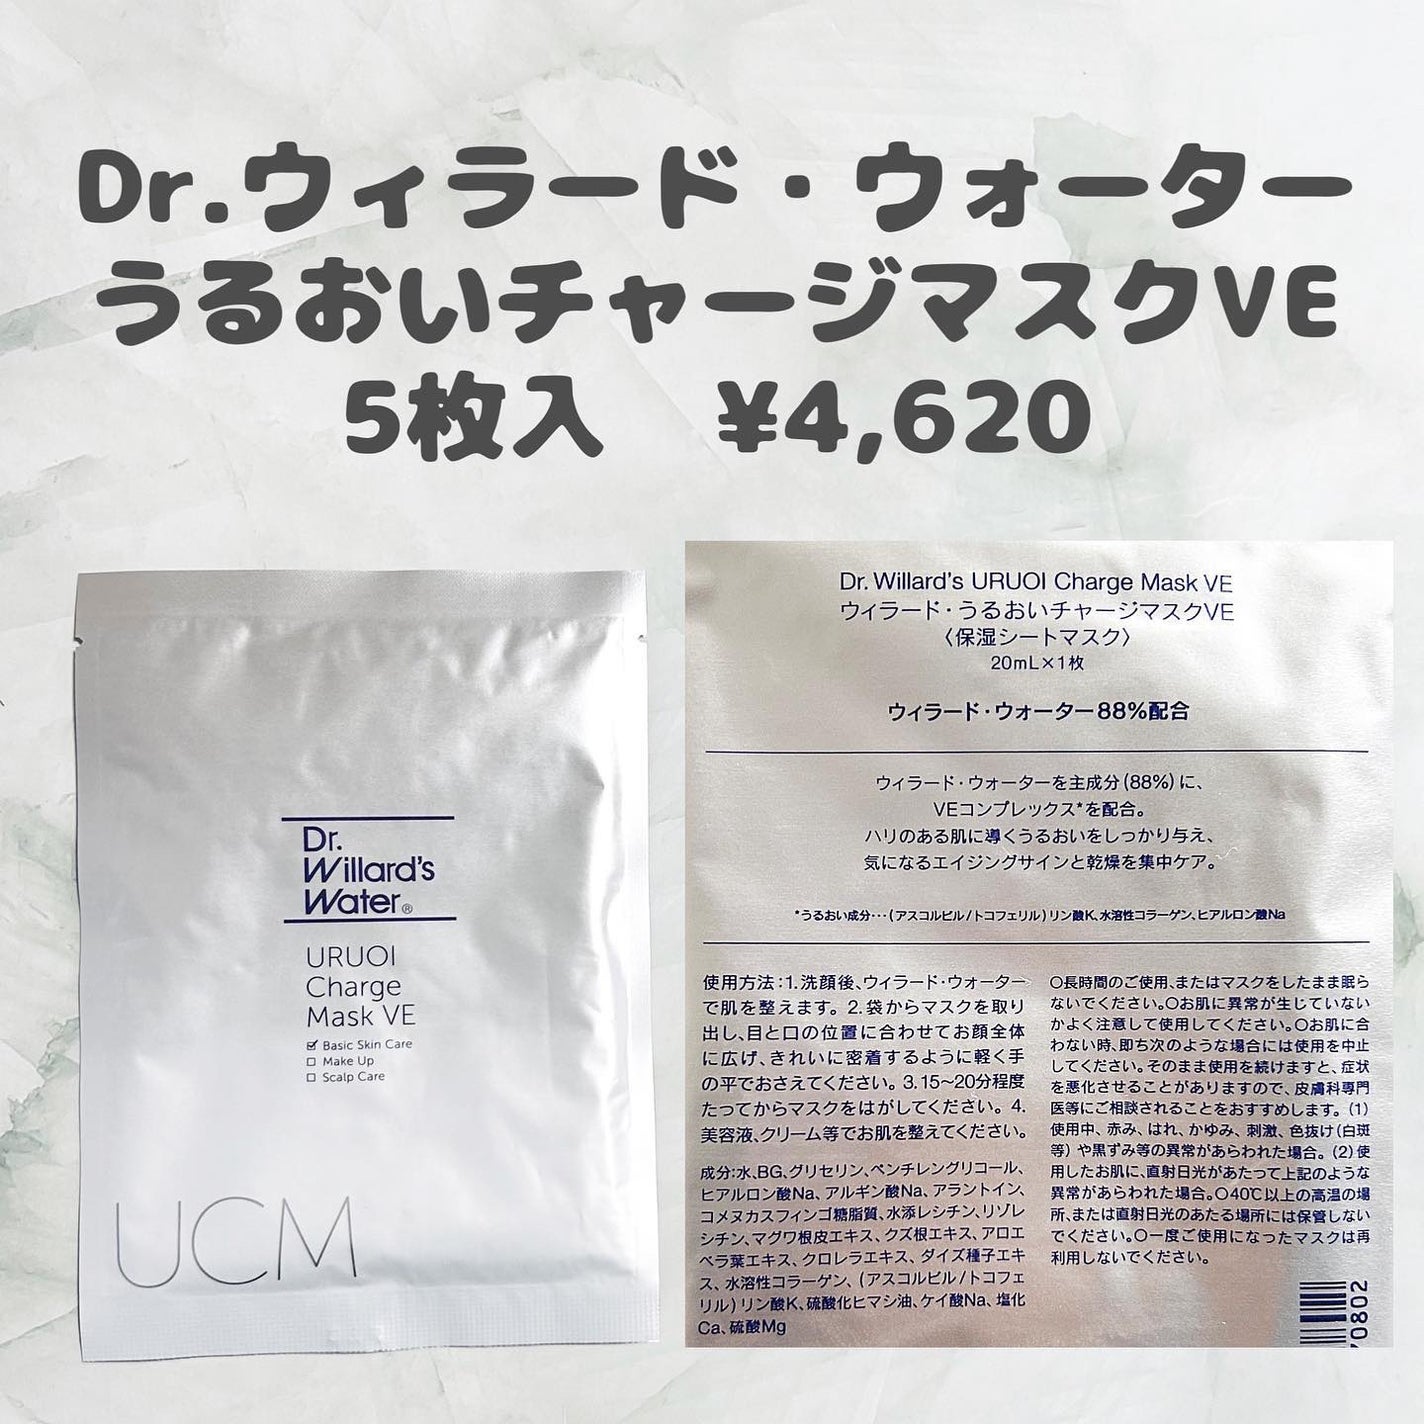 Dr.ウィラード・ウォーター
うるおいチャージマスクVE
5枚入　¥4,620
Dr.
Willard's
Water®
URUOI
Charge
Mask VE
☑ Basic Skin Care
☐ Make Up
☐ Scalp Care
UCM
Dr. Willard's URUOI Charge Mask VE
ウィラード・うるおいチャージマスクVE
〈保湿シートマスク〉
20mL×1枚
ウィラード・ウォーター88%配合
ウィラード・ウォーターを主成分(88%)に、
VEコンプレックス*を配合。
ハリのある肌に導くうるおいをしっかり与え、
気になるエイジングサインと乾燥を集中ケア。
*うるおい成分…(アスコルビル/トコフェリル)リン酸K、水溶性コラーゲン、ヒアルロン酸Na
使用方法:1.洗顔後、ウィラード・ウォーター
で肌を整えます。2.袋からマスクを取り
出し、目と口の位置に合わせてお顔全体
に広げ、きれいに密着するように軽く手
の平でおさえてください。3.15〜20分程度
たってからマスクをはがしてください。4.
美容液、クリーム等でお肌を整えてください。
成分:水、BG、グリセリン、ペンチレングリコール、
ヒアルロン酸Na、アルギン酸Na、アラントイン、
コメヌカスフィンゴ糖脂質、水添レシチン、リゾレ
シチン、マグワ根皮エキス、クズ根エキス、アロエ
ベラ葉エキス、クロレラエキス、ダイズ種子エキ
ス、水溶性コラーゲン、(アスコルビル/トコフェ
リル)リン酸K、硫酸化ヒマシ油、ケイ酸Na、塩化
Ca、硫酸Mg
○長時間のご使用、またはマスクをしたまま眠ら
ないでください。○お肌に異常が生じていない
かよく注意して使用してください。○お肌に合
わない時、即ち次のような場合には使用を中止
してください。そのまま使用を続けますと、症状
を悪化させることがありますので、皮膚科専門
医等にご相談されることをおすすめします。(1)
使用中、赤み、はれ、かゆみ、刺激、色抜け(白斑
等)や黒ずみ等の異常があらわれた場合。(2)使
用したお肌に、直射日光があたって上記のような
異常があらわれた場合。○40℃以上の高温の場
所、または直射日光のあたる場所には保管しない
でください。○一度ご使用になったマスクは再
利用しないでください。
70802